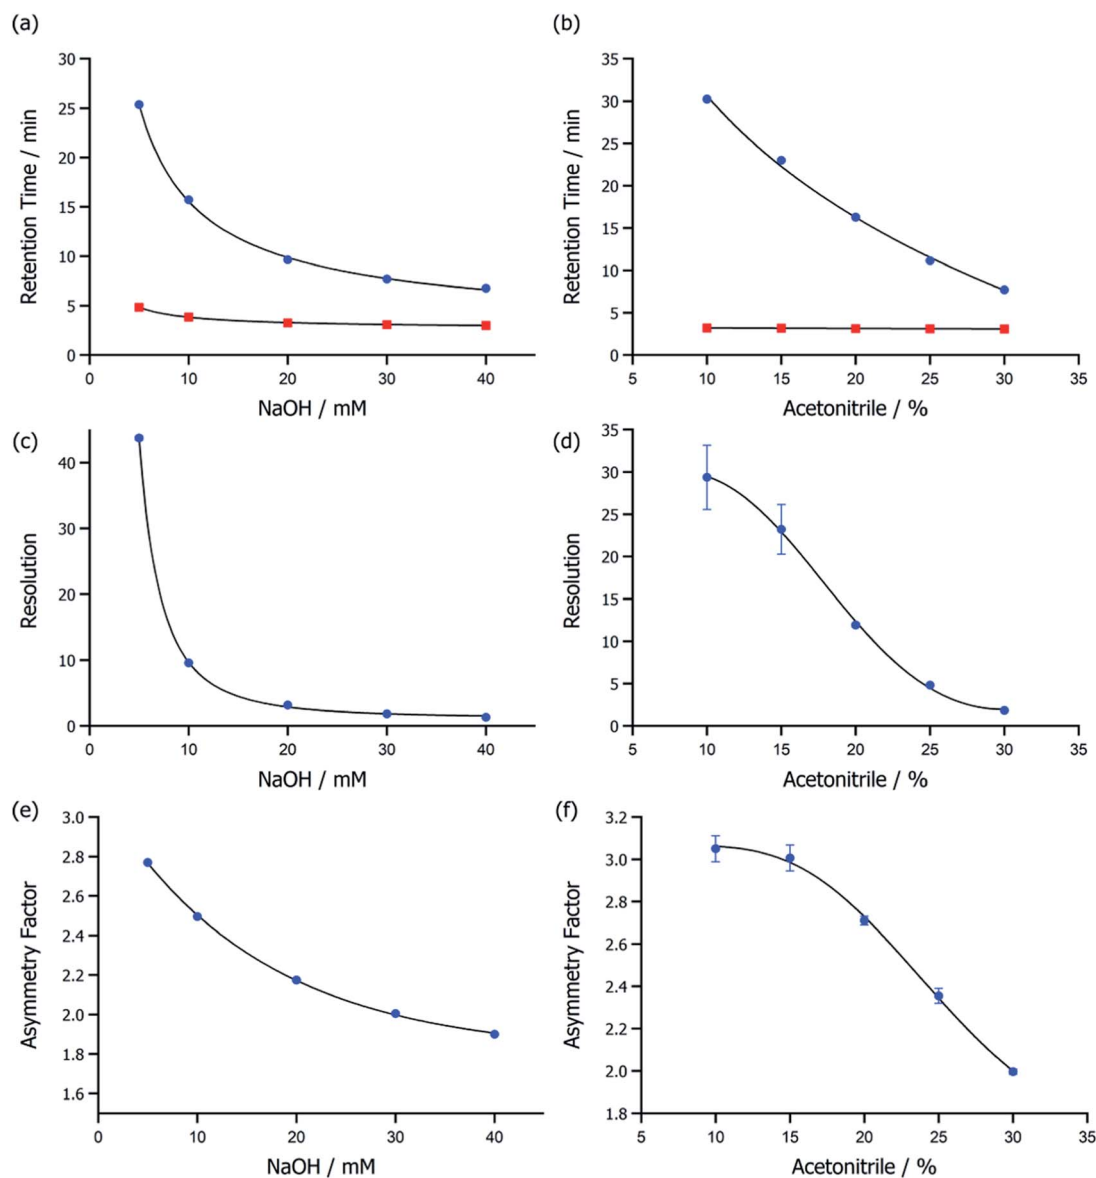 (a)
30
25
20
15
10
5
0
Retention Time / min
0 10 20 30 40
NaOH / mM
(b)
35
30
25
20
15
10
5
0
Retention Time / min
5 10 15 20 25 30 35
Acetonitrile / %
(c)
40
30
20
10
0
Resolution
0 10 20 30 40
NaOH / mM
(d)
35
30
25
20
15
10
5
0
Resolution
5 10 15 20 25 30 35
Acetonitrile / %
(e)
3.0
2.8
2.6
2.4
2.2
2.0
1.8
1.6
Asymmetry Factor
0 10 20 30 40
NaOH / mM
(f)
3.2
3.0
2.8
2.6
2.4
2.2
2.0
1.8
Asymmetry Factor
5 10 15 20 25 30 35
Acetonitrile / %